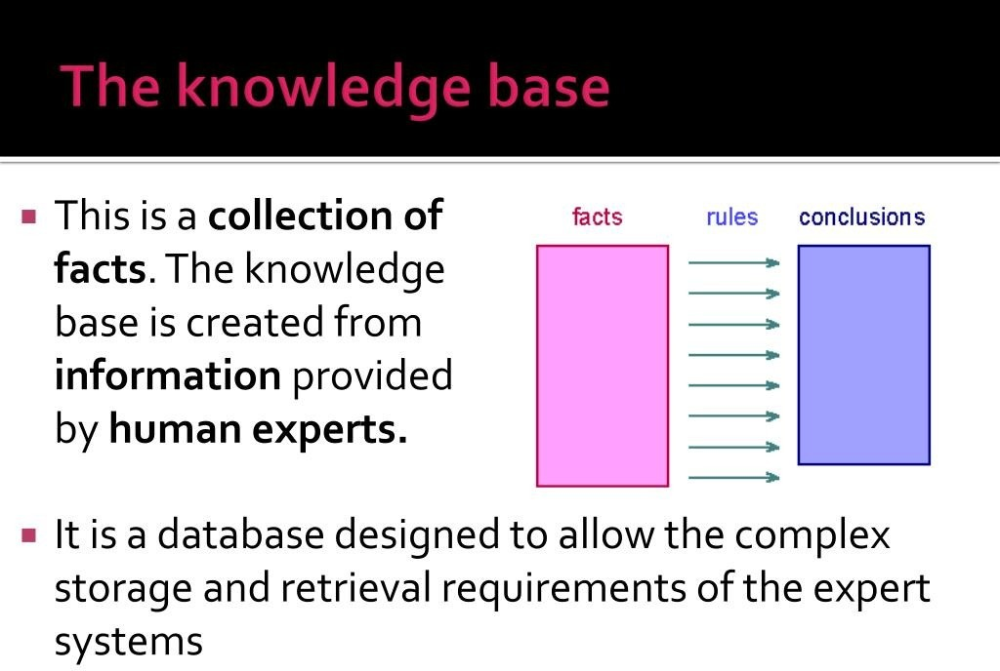 The knowledge base
This is a collection of
facts. The knowledge
base is created from
information provided
by human experts.
facts rules conclusions
It is a database designed to allow the complex
storage and retrieval requirements of the expert
systems